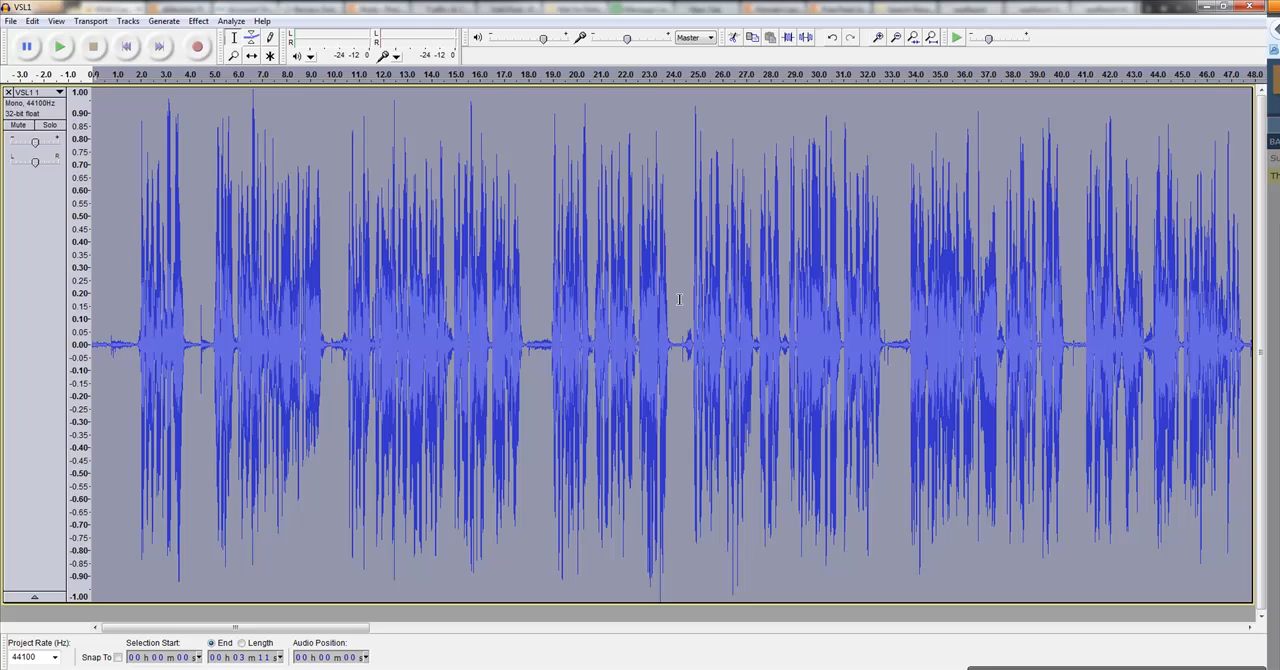 VSL1
File Edit View Transport Tracks Generate Effect Analyze Help
L
R
-24 -12 0
L
R
-24 -12 0
Master
-3.0 -2.0 -1.0 0.0 1.0 2.0 3.0 4.0 5.0 6.0 7.0 8.0 9.0 10.0 11.0 12.0 13.0 14.0 15.0 16.0 17.0 18.0 19.0 20.0 21.0 22.0 23.0 24.0 25.0 26.0 27.0 28.0 29.0 30.0 31.0 32.0 33.0 34.0 35.0 36.0 37.0 38.0 39.0 40.0 41.0 42.0 43.0 44.0 45.0 46.0 47.0 48.0
VSL1 1
Mono, 44100Hz
32-bit float
Mute Solo
- +
L R
1.00
0.90
0.85
0.80
0.75
0.70
0.65
0.60
0.55
0.50
0.45
0.40
0.35
0.30
0.25
0.20
0.15
0.10
0.05
0.00
-0.05
-0.10
-0.15
-0.20
-0.25
-0.30
-0.35
-0.40
-0.45
-0.50
-0.55
-0.60
-0.65
-0.70
-0.75
-0.80
-0.85
-0.90
-1.00
Project Rate (Hz): Selection Start: End Length Audio Position:
44100 Snap To 00 h 00 m 00 s 00 h 03 m 11 s 00 h 00 m 00 s